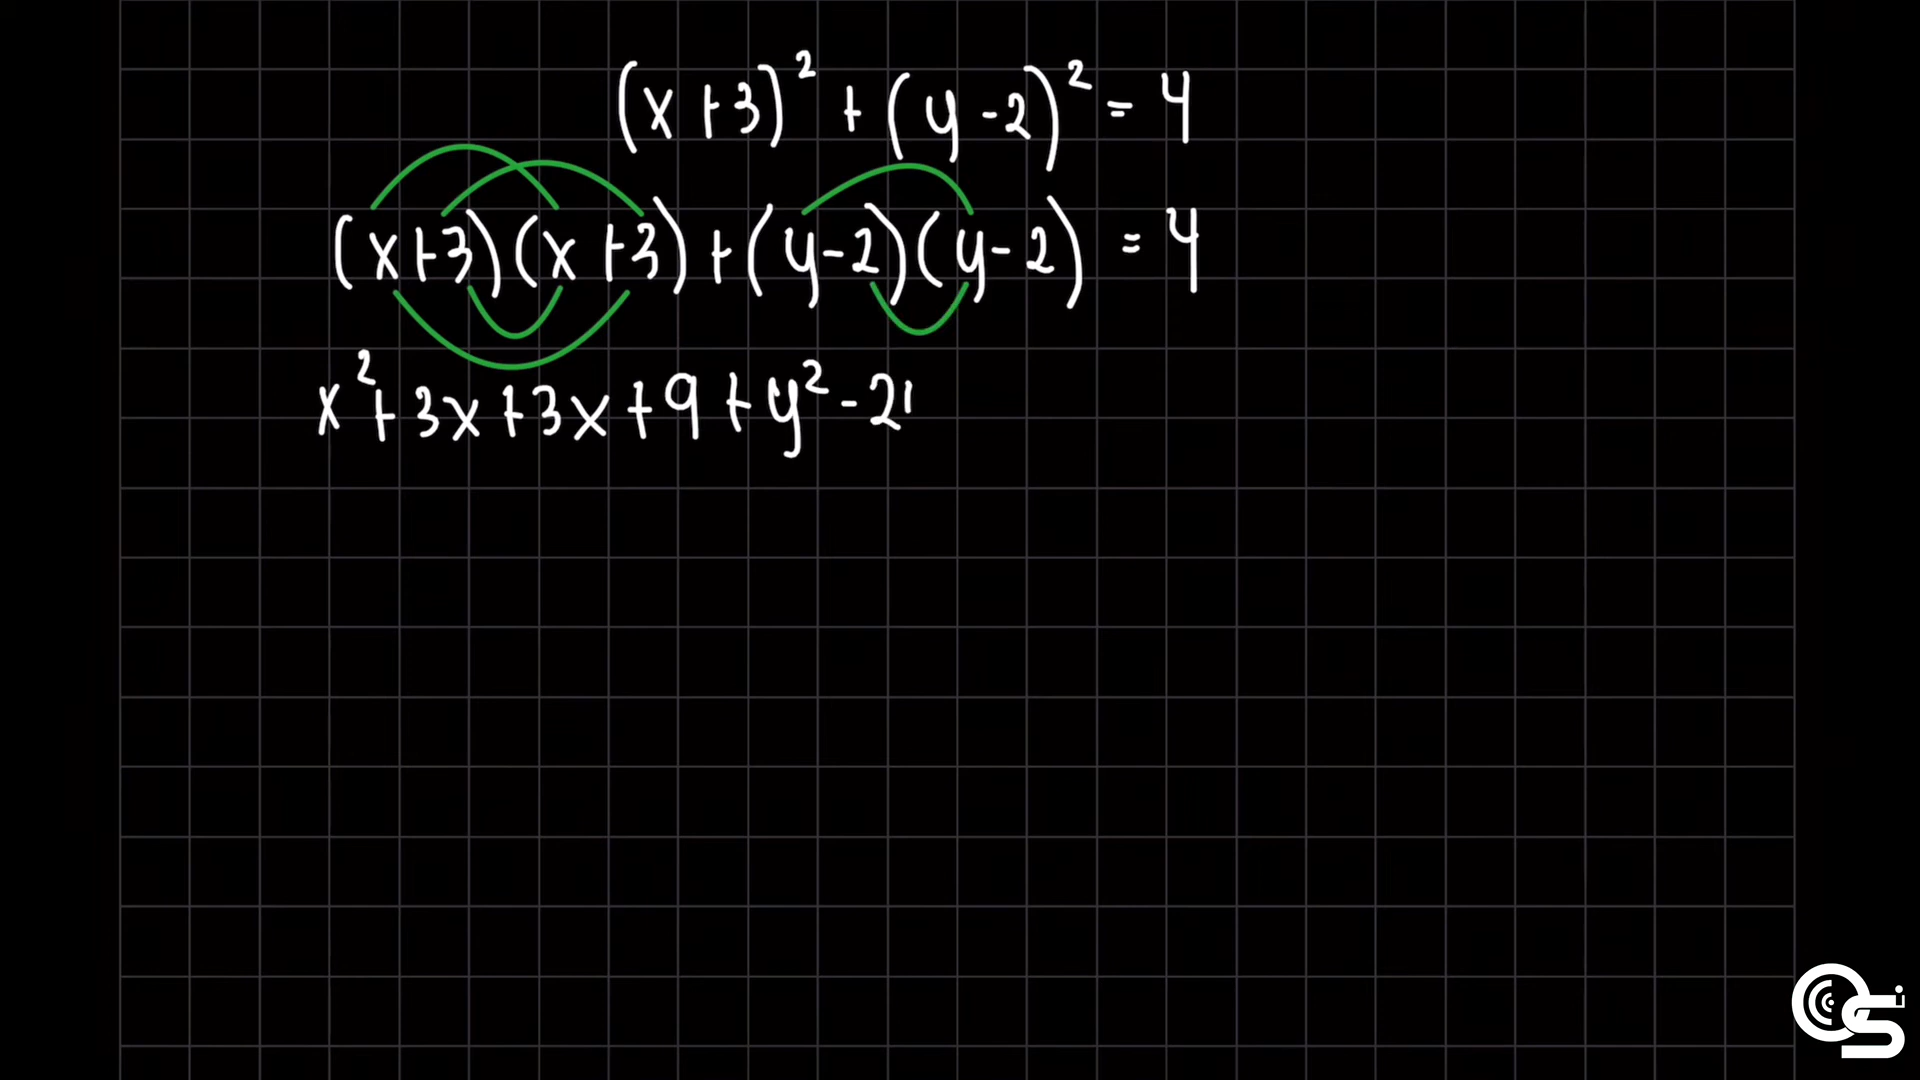 (x+3)² + (y-2)² = 4
(x+3)(x+3) + (y-2)(y-2) = 4
x² + 3x + 3x + 9 + y² - 2